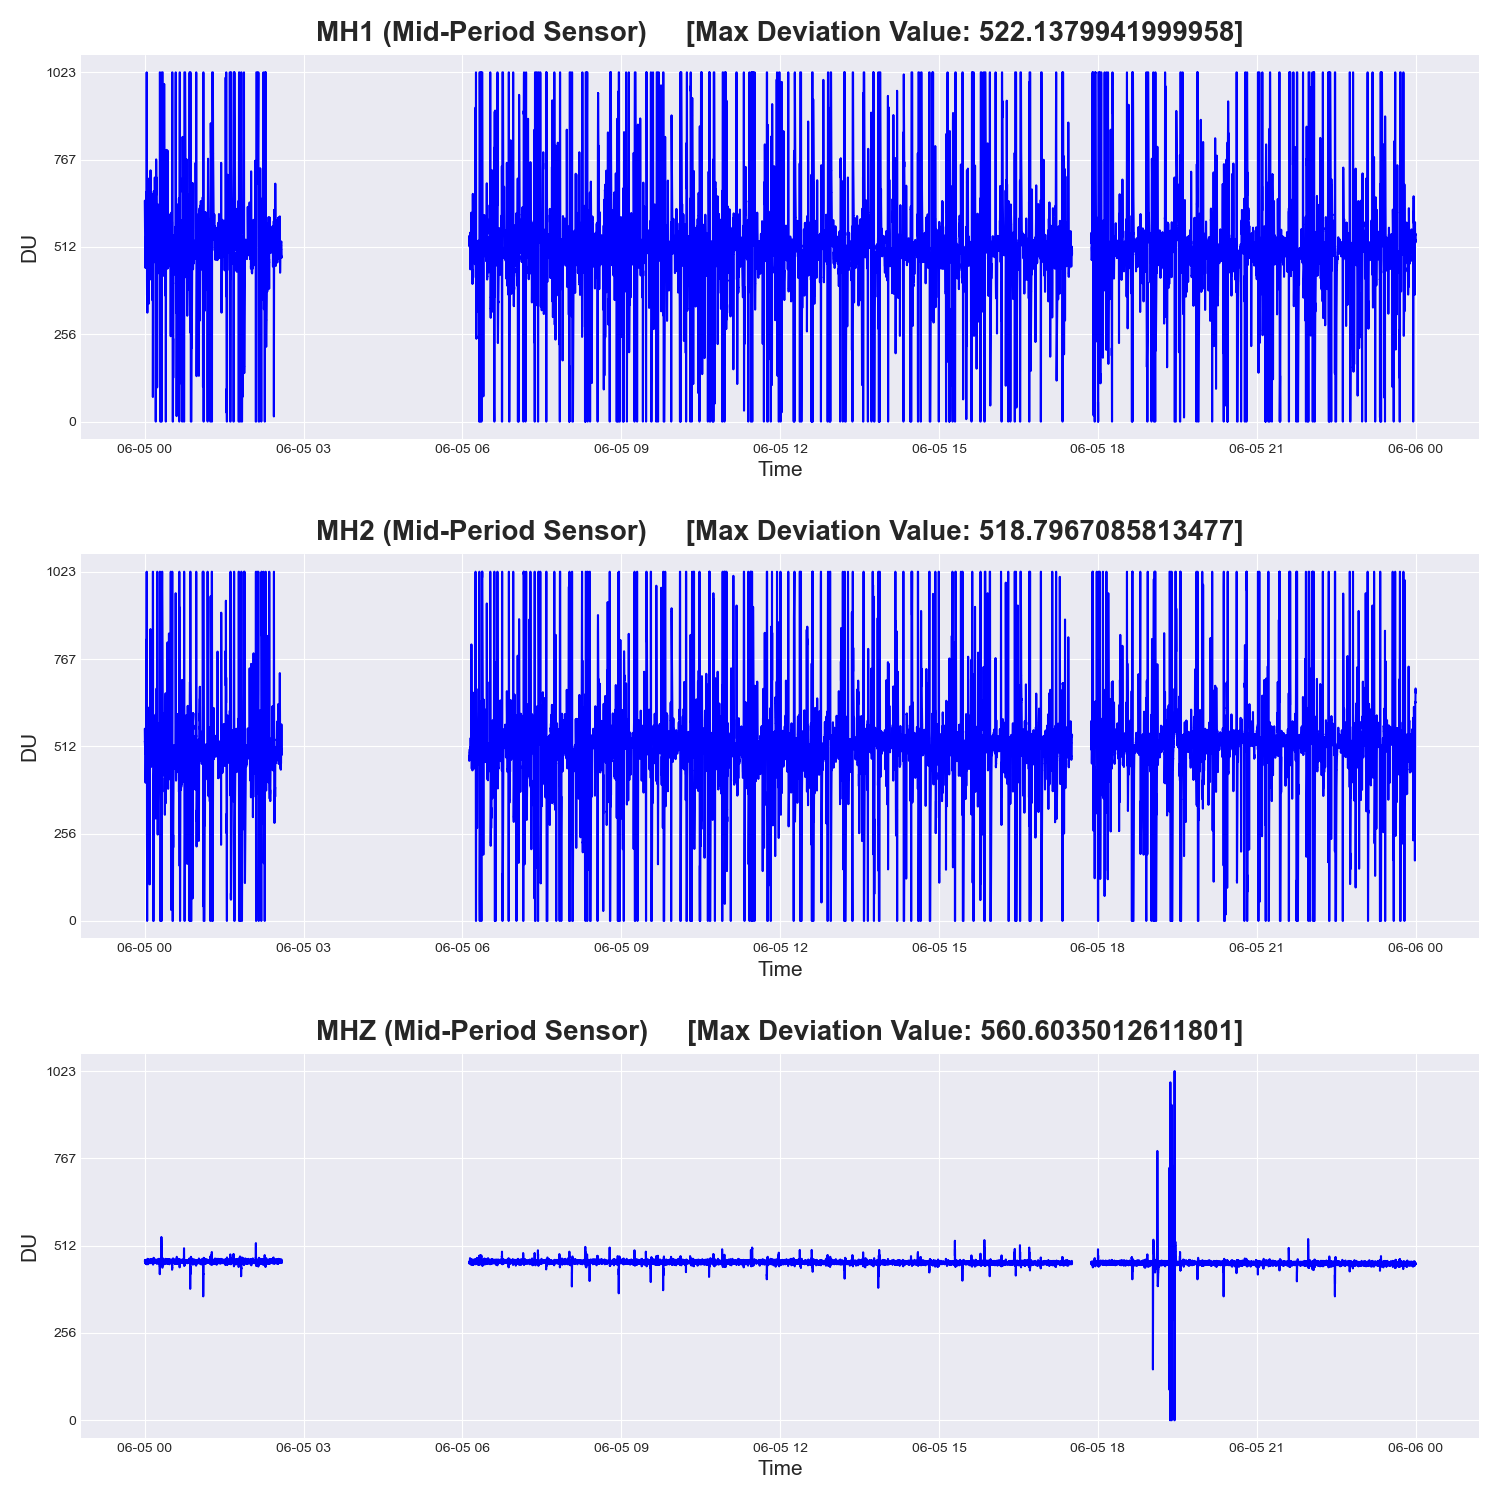 MH1 (Mid-Period Sensor) [Max Deviation Value: 522.1379941999958]
1023
767
512
256
0
DU
06-05 00 06-05 03 06-05 06 06-05 09 06-05 12 06-05 15 06-05 18 06-05 21 06-06 00
Time
MH2 (Mid-Period Sensor) [Max Deviation Value: 518.7967085813477]
1023
767
512
256
0
DU
06-05 00 06-05 03 06-05 06 06-05 09 06-05 12 06-05 15 06-05 18 06-05 21 06-06 00
Time
MHZ (Mid-Period Sensor) [Max Deviation Value: 560.6035012611801]
1023
767
512
256
0
DU
06-05 00 06-05 03 06-05 06 06-05 09 06-05 12 06-05 15 06-05 18 06-05 21 06-06 00
Time